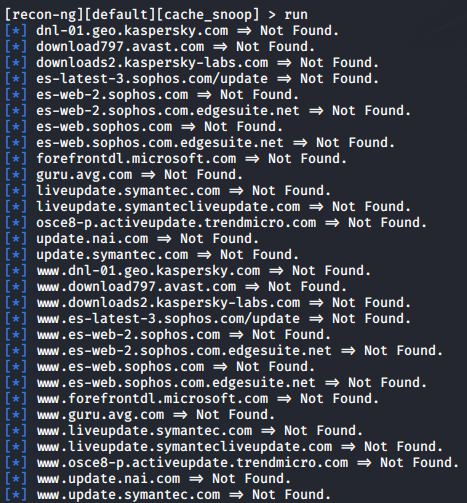 [recon-ng][default][cache_snoop] > run
[*] dnl-01.geo.kaspersky.com => Not Found.
[*] download797.avast.com => Not Found.
[*] downloads2.kaspersky-labs.com => Not Found.
[*] es-latest-3.sophos.com/update => Not Found.
[*] es-web-2.sophos.com => Not Found.
[*] es-web-2.sophos.com.edgesuite.net => Not Found.
[*] es-web.sophos.com => Not Found.
[*] es-web.sophos.com.edgesuite.net => Not Found.
[*] forefrontdl.microsoft.com => Not Found.
[*] guru.avg.com => Not Found.
[*] liveupdate.symantec.com => Not Found.
[*] liveupdate.symantecliveupdate.com => Not Found.
[*] osce8-p.activeupdate.trendmicro.com => Not Found.
[*] update.nai.com => Not Found.
[*] update.symantec.com => Not Found.
[*] www.dnl-01.geo.kaspersky.com => Not Found.
[*] www.download797.avast.com => Not Found.
[*] www.downloads2.kaspersky-labs.com => Not Found.
[*] www.es-latest-3.sophos.com/update => Not Found.
[*] www.es-web-2.sophos.com => Not Found.
[*] www.es-web-2.sophos.com.edgesuite.net => Not Found.
[*] www.es-web.sophos.com => Not Found.
[*] www.es-web.sophos.com.edgesuite.net => Not Found.
[*] www.forefrontdl.microsoft.com => Not Found.
[*] www.guru.avg.com => Not Found.
[*] www.liveupdate.symantec.com => Not Found.
[*] www.liveupdate.symantecliveupdate.com => Not Found.
[*] www.osce8-p.activeupdate.trendmicro.com => Not Found.
[*] www.update.nai.com => Not Found.
[*] www.update.symantec.com => Not Found.